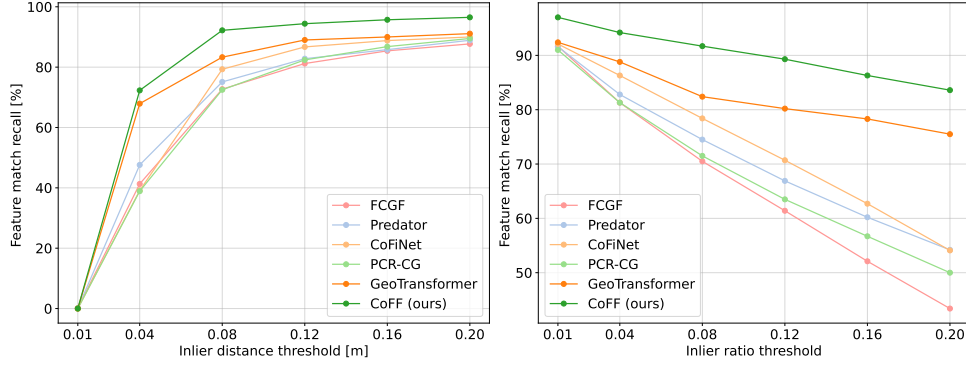 100
80
60
40
20
0
Feature match recall [%]
FCGF
Predator
CoFiNet
PCR-CG
GeoTransformer
CoFF (ours)
0.01 0.04 0.08 0.12 0.16 0.20
Inlier distance threshold [m]
90
80
70
60
50
Feature match recall [%]
FCGF
Predator
CoFiNet
PCR-CG
GeoTransformer
CoFF (ours)
0.01 0.04 0.08 0.12 0.16 0.20
Inlier ratio threshold